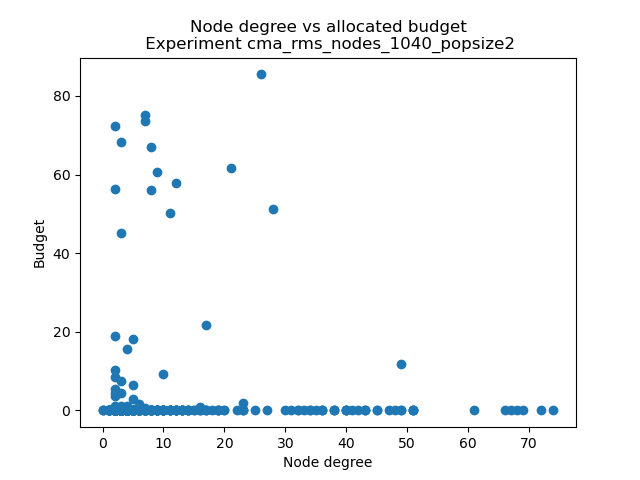 Node degree vs allocated budget
Experiment cma_rms_nodes_1040_popsize2
80
60
40
20
0
Budget
0 10 20 30 40 50 60 70
Node degree